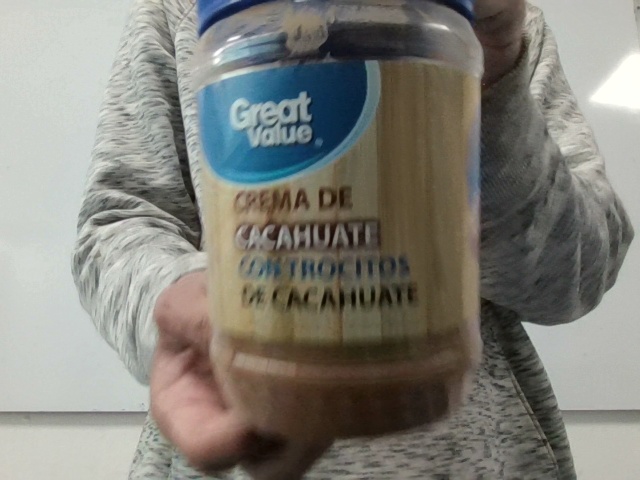 Great
Value
CREMA DE
CACAHUATE
CON TROCITOS
DE CACAHUATE